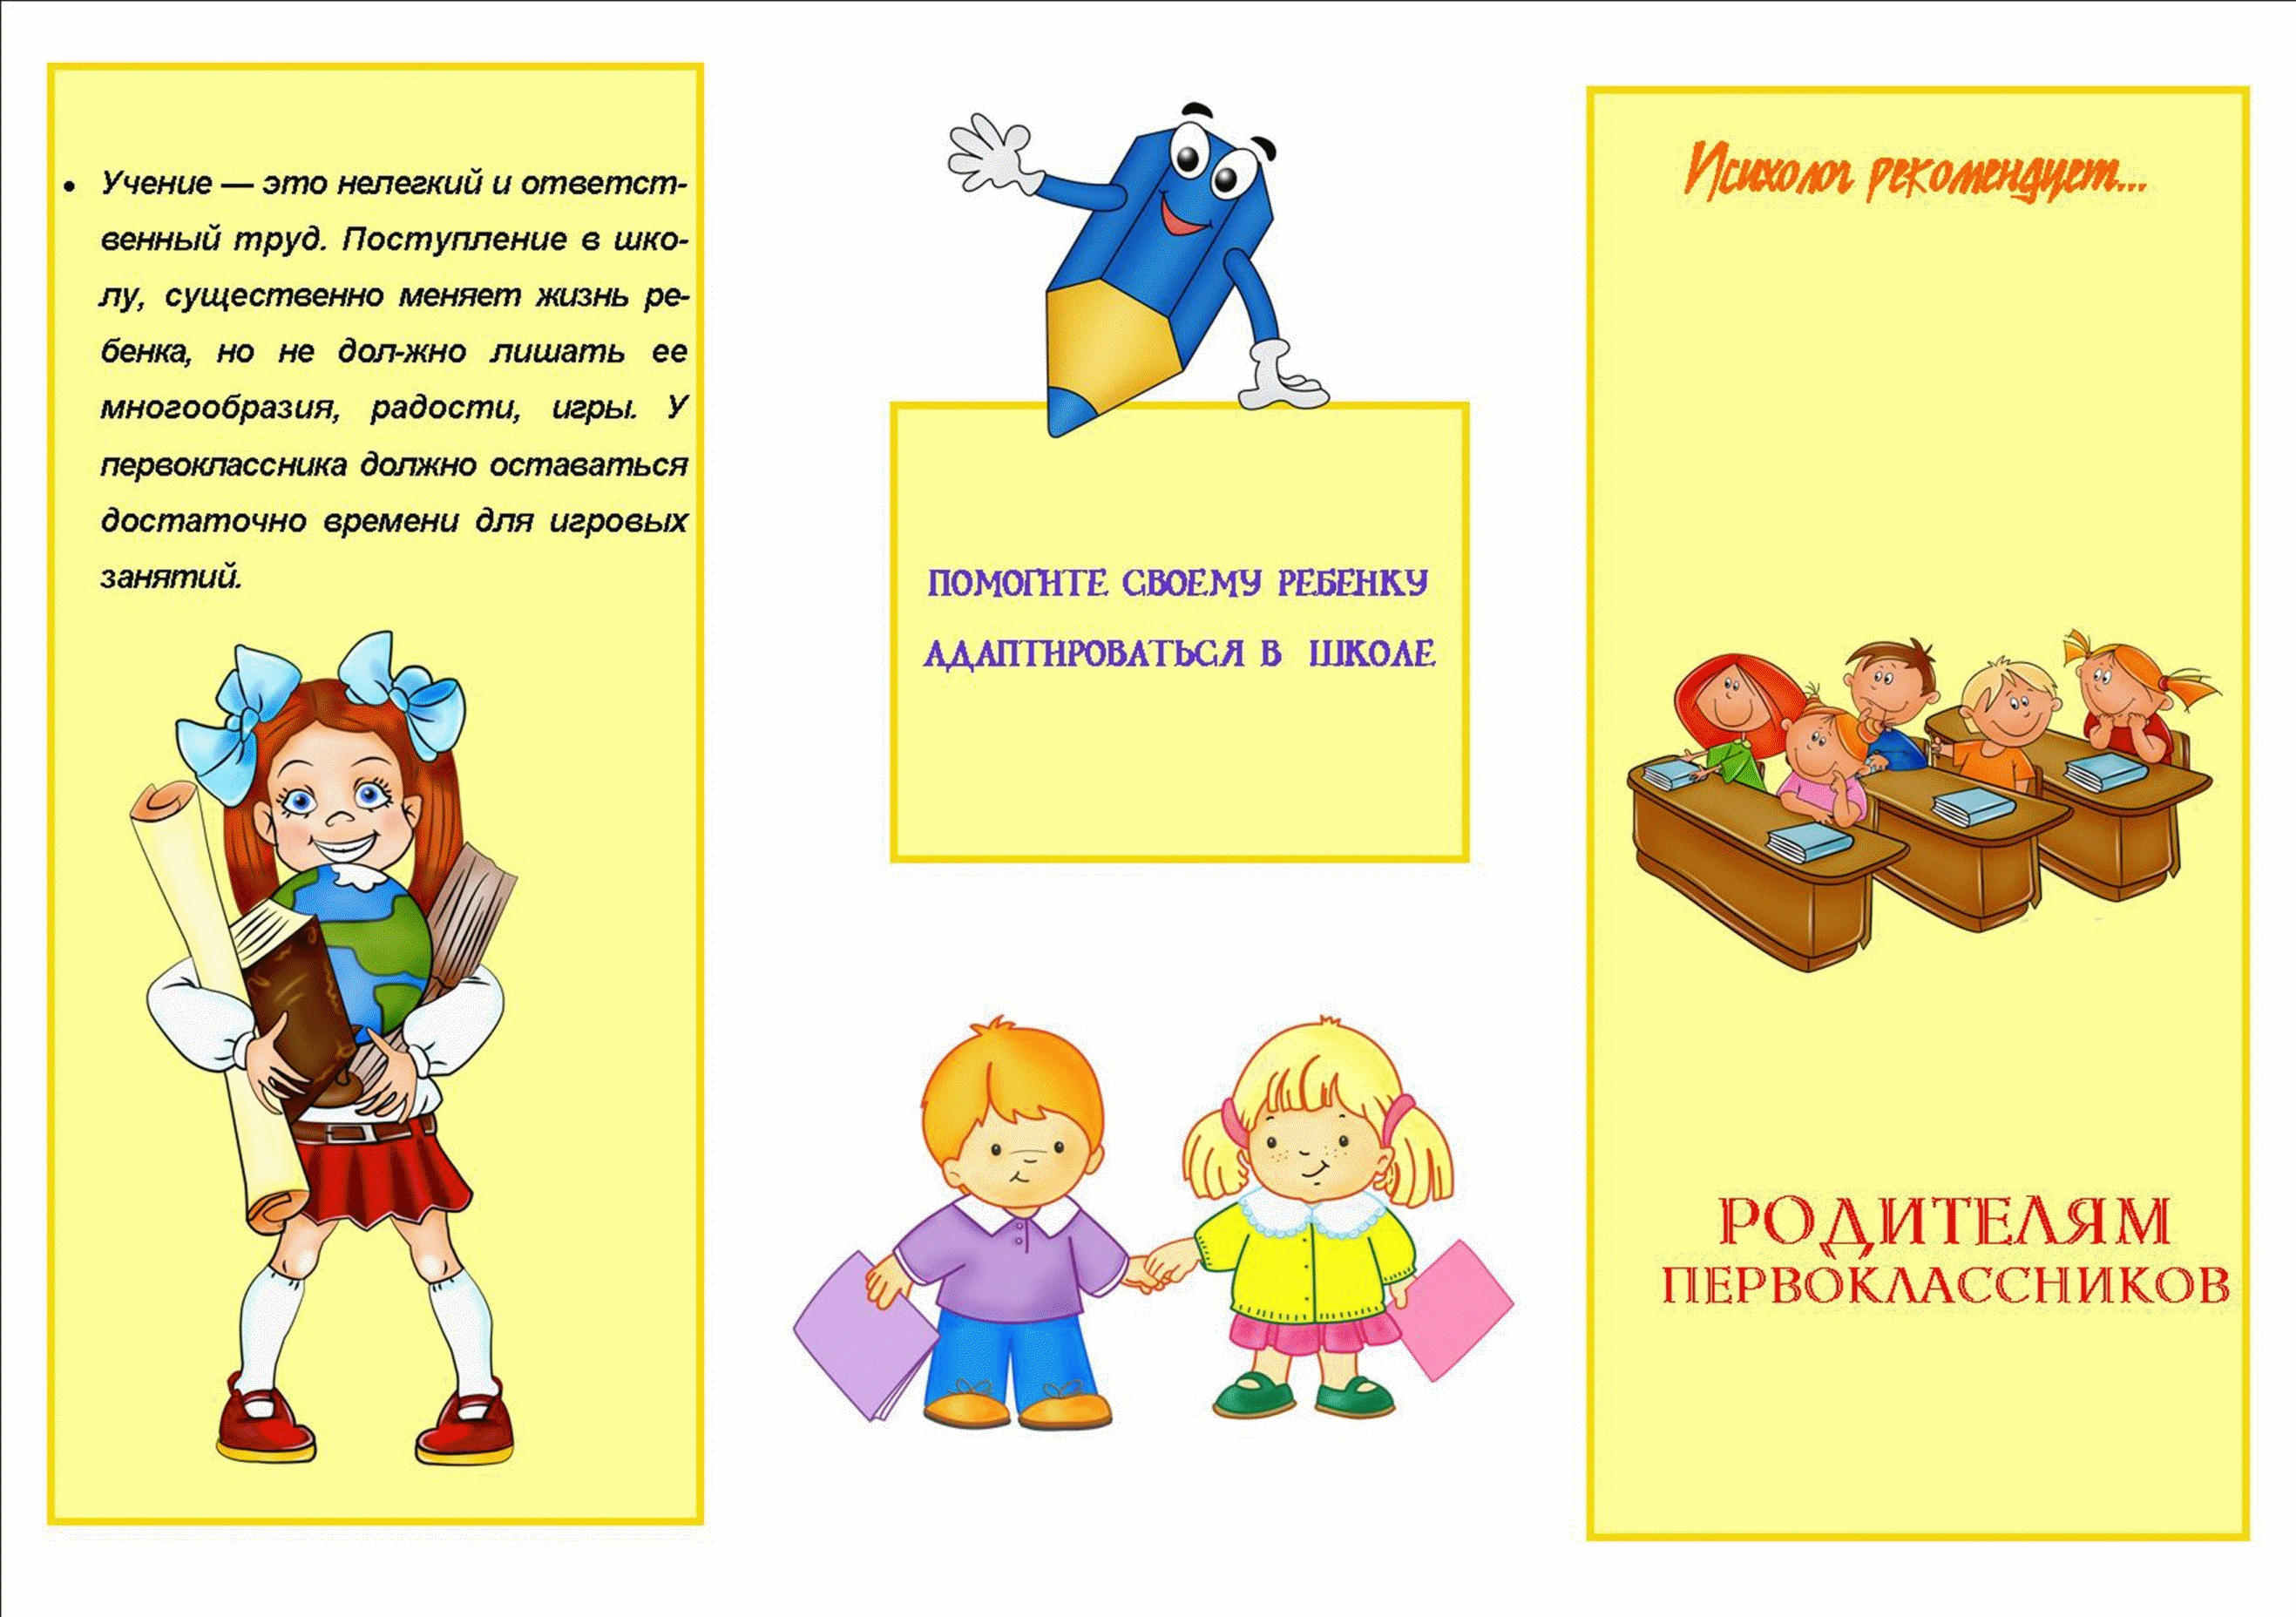 • Учение — это нелегкий и ответст-
венный труд. Поступление в шко-
лу, существенно меняет жизнь ре-
бенка, но не дол-жно лишать ее
многообразия, радости, игры. У
первоклассника должно оставаться
достаточно времени для игровых
занятий.
ПОМОГИТЕ СВОЕМУ РЕБЕНКУ
АДАПТИРОВАТЬСЯ В ШКОЛЕ
Психолог рекомендует...
РОДИТЕЛЯМ
ПЕРВОКЛАССНИКОВ